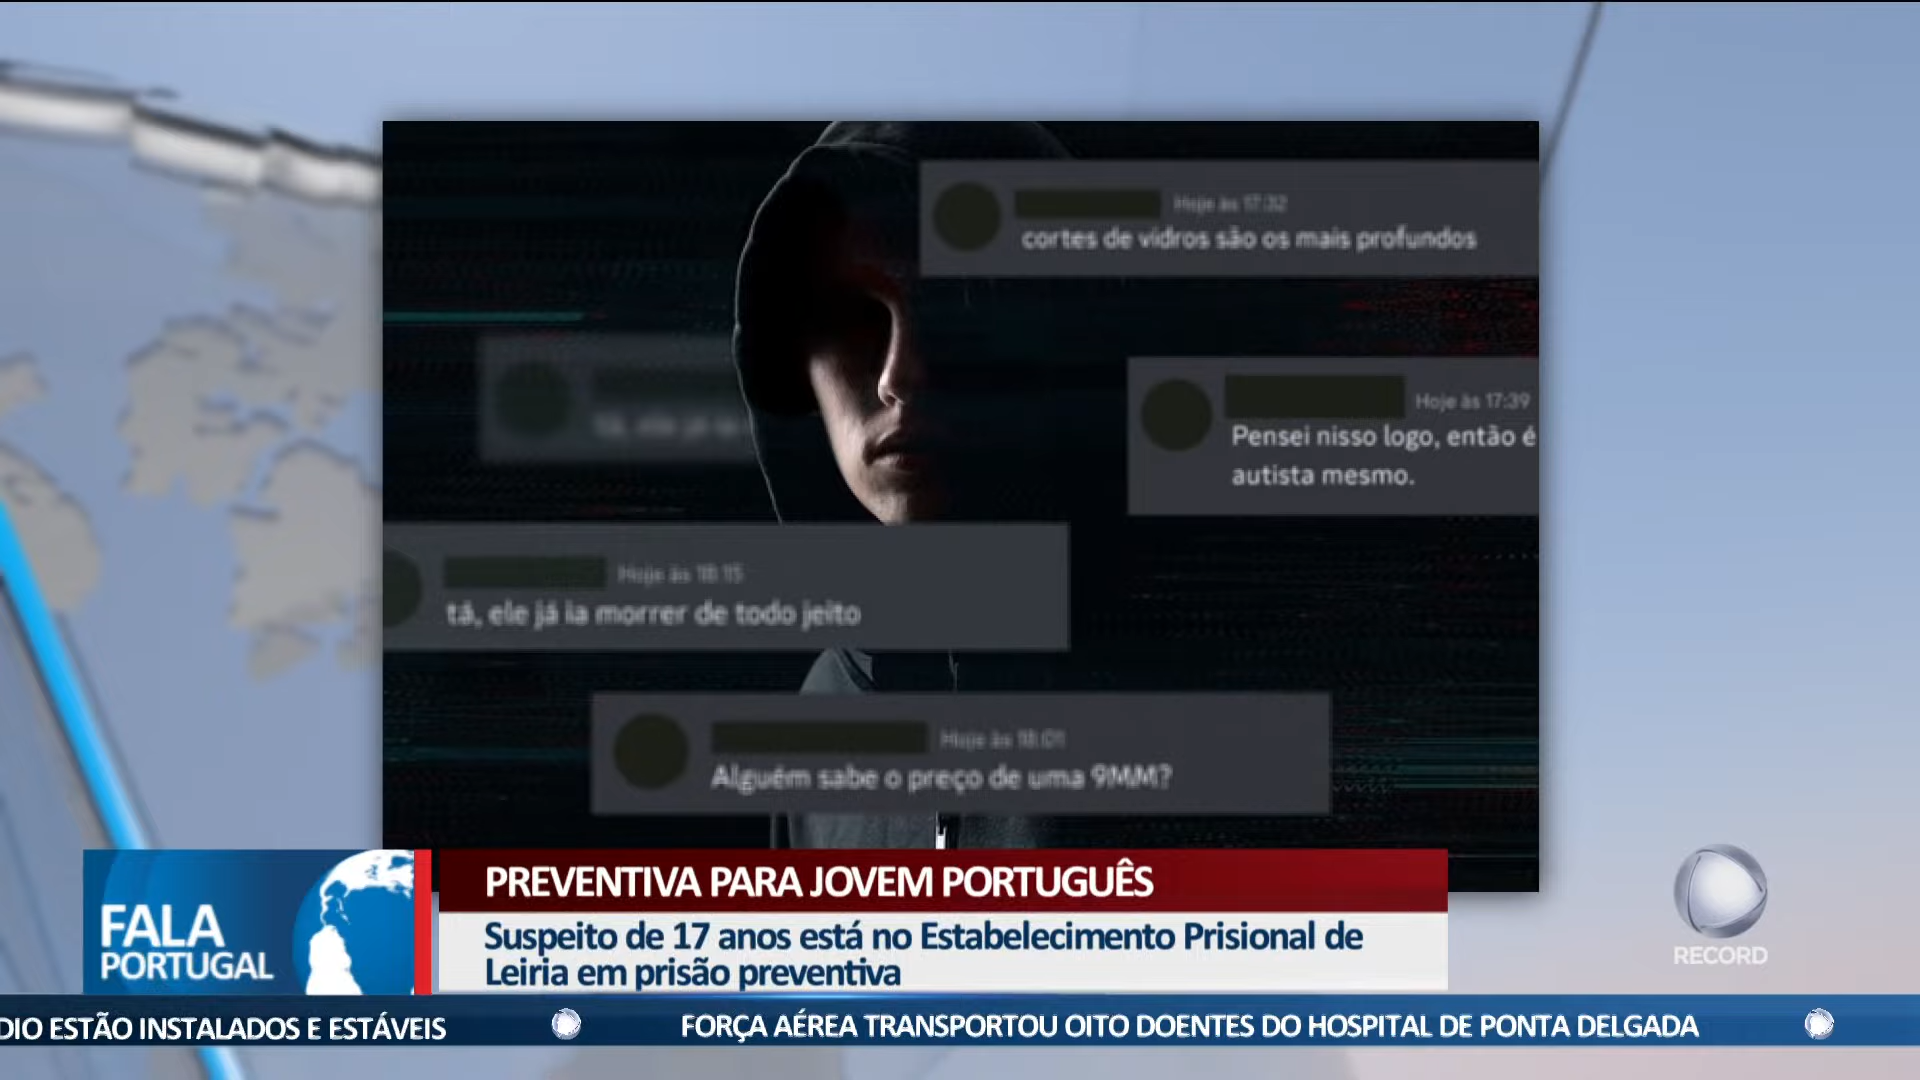 Hoje às 17:32
cortes de vidros são os mais profundos
Hoje às 17:39
Pensei nisso logo, então é
autista mesmo.
Hoje às 18:15
tá, ele já ia morrer de todo jeito
Hoje às 18:01
Alguém sabe o preço de uma 9MM?
PREVENTIVA PARA JOVEM PORTUGUÊS
Suspeito de 17 anos está no Estabelecimento Prisional de
Leiria em prisão preventiva
FALA
PORTUGAL
RECORD
DIO ESTÃO INSTALADOS E ESTÁVEIS
FORÇA AÉREA TRANSPORTOU OITO DOENTES DO HOSPITAL DE PONTA DELGADA